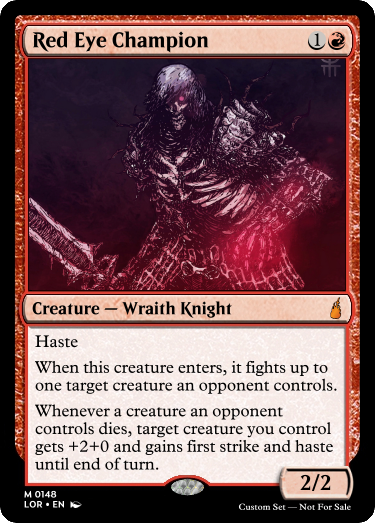 Red Eye Champion 1
Creature — Wraith Knight
Haste
When this creature enters, it fights up to
one target creature an opponent controls.
Whenever a creature an opponent
controls dies, target creature you control
gets +2+0 and gains first strike and haste
until end of turn.
2/2
M 0148
LOR • EN
Custom Set — Not For Sale